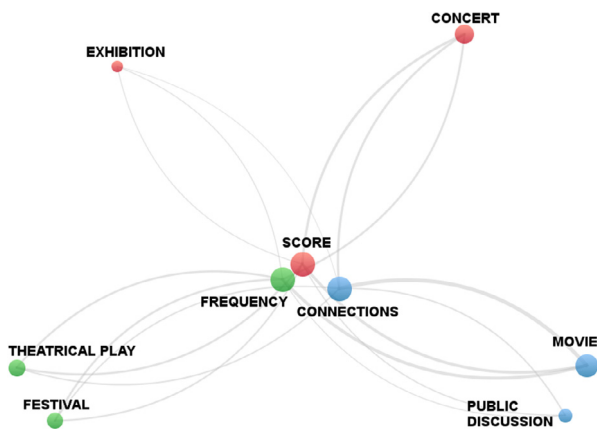 CONCERT
EXHIBITION
SCORE
FREQUENCY
CONNECTIONS
THEATRICAL PLAY
MOVIE
FESTIVAL
PUBLIC
DISCUSSION